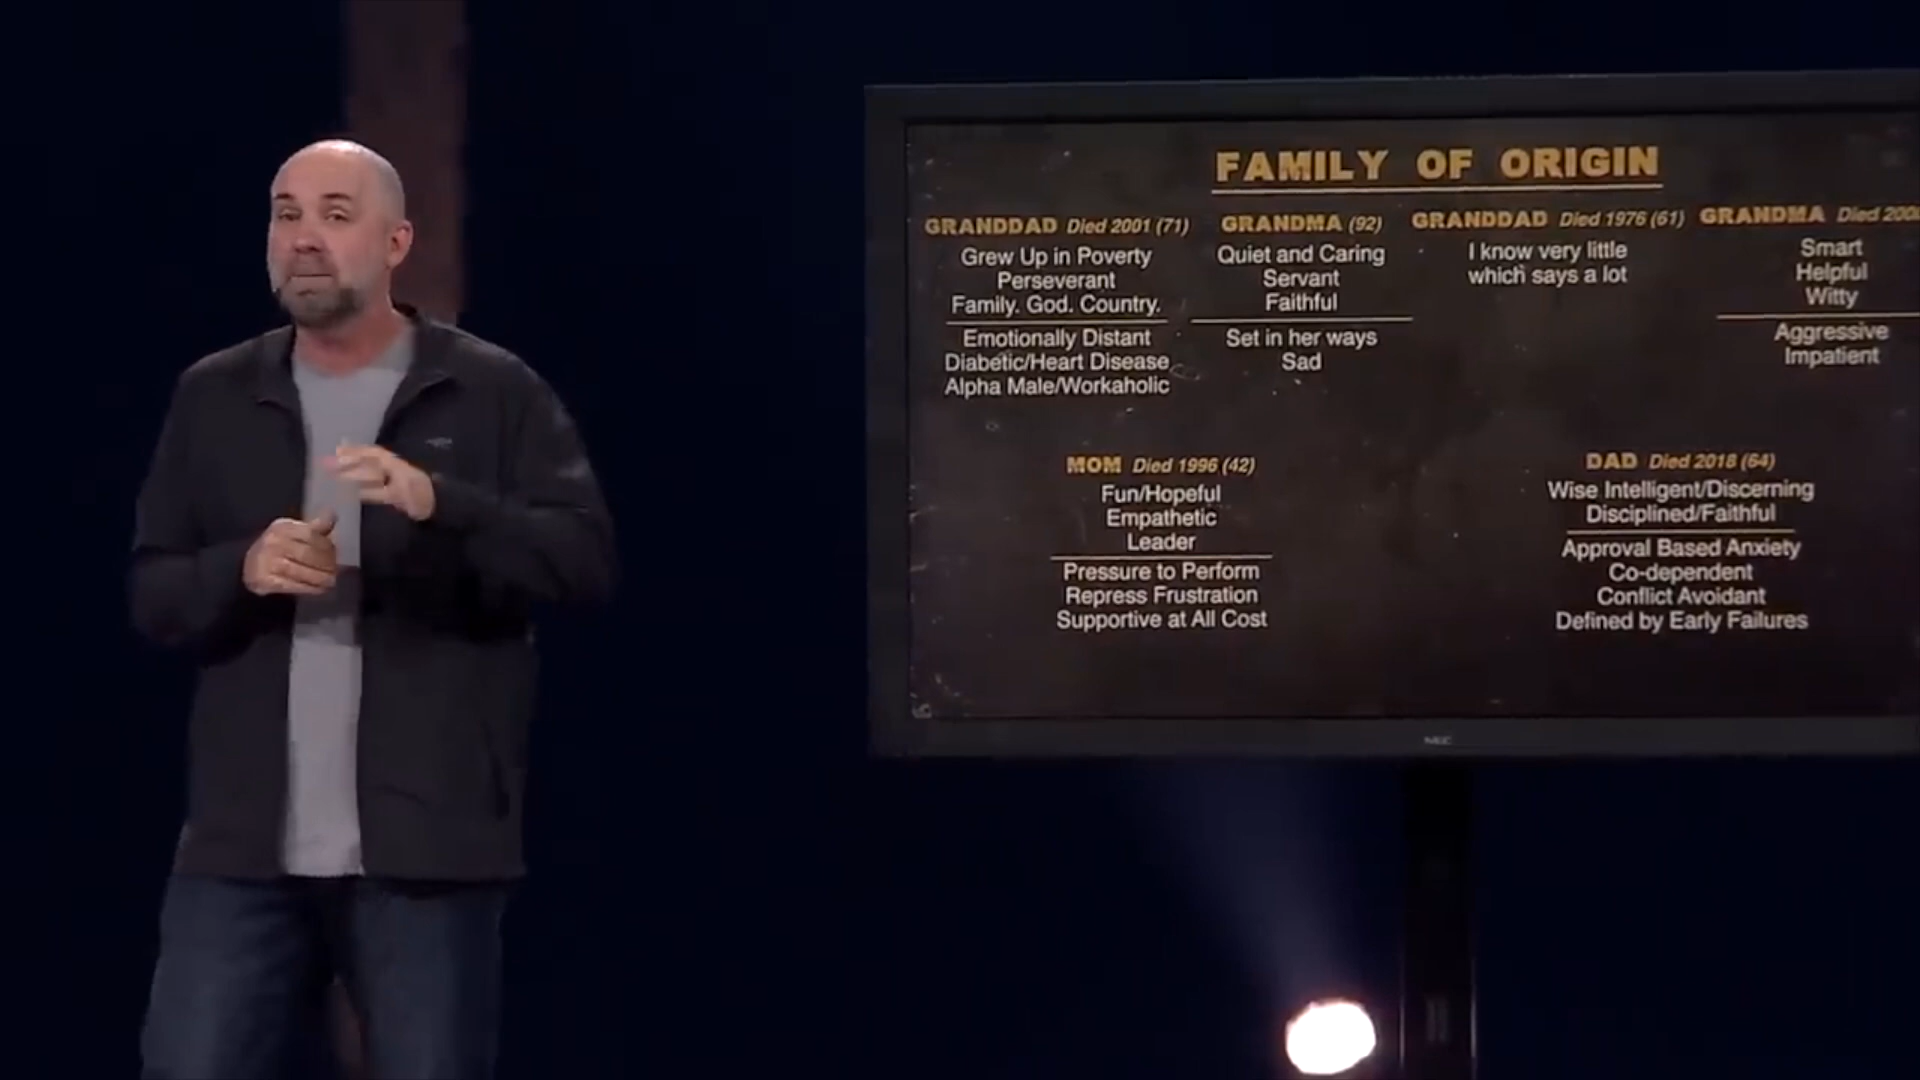 FAMILY OF ORIGIN
GRANDDAD Died 2001 (71)
Grew Up in Poverty
Perseverant
Family. God. Country.
Emotionally Distant
Diabetic/Heart Disease
Alpha Male/Workaholic
GRANDMA (92)
Quiet and Caring
Servant
Faithful
Set in her ways
Sad
GRANDDAD Died 1976 (61)
I know very little
which says a lot
GRANDMA Died
Smart
Helpful
Witty
Aggressive
Impatient
MOM Died 1996 (42)
Fun/Hopeful
Empathetic
Leader
Pressure to Perform
Repress Frustration
Supportive at All Cost
DAD Died 2018 (64)
Wise Intelligent/Discerning
Disciplined/Faithful
Approval Based Anxiety
Co-dependent
Conflict Avoidant
Defined by Early Failures
NEC